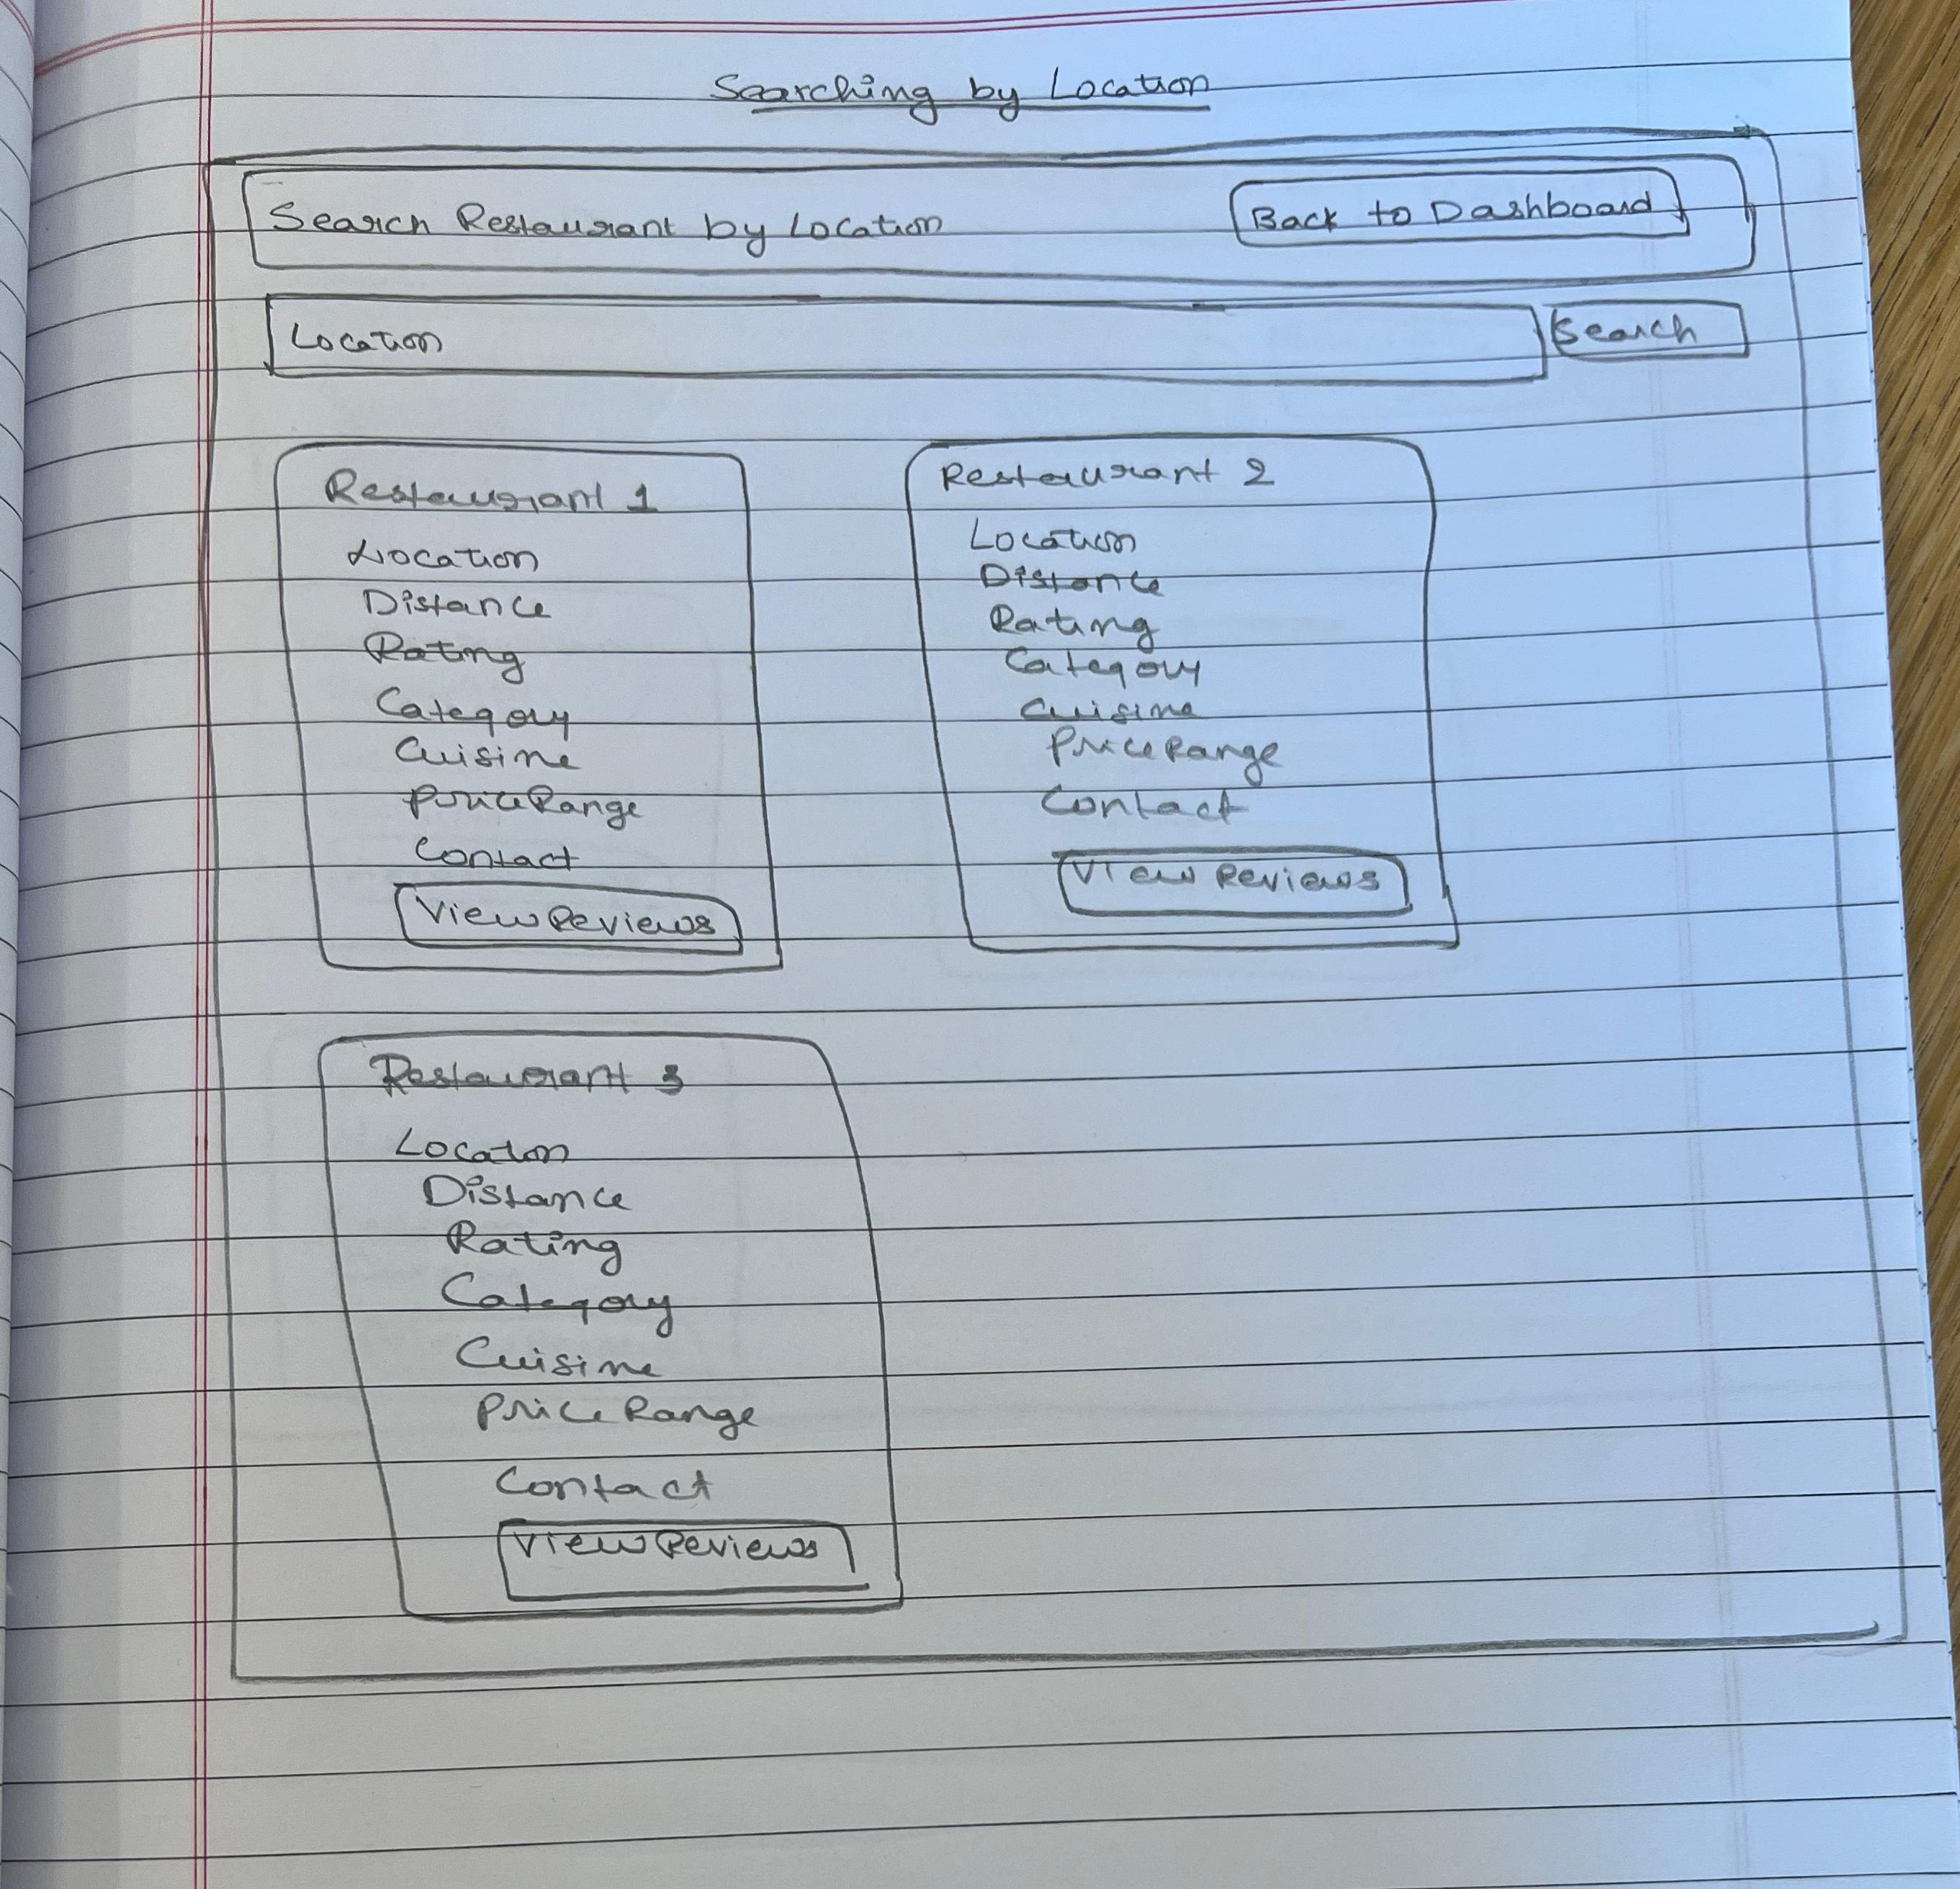 Searching by Location
Search Restaurant by Location
Back to Dashboard
Location
Search
Restaurant 1
Location
Distance
Rating
Category
Cuisine
PriceRange
Contact
View Reviews
Restaurant 2
Location
Distance
Rating
Category
Cuisine
PriceRange
Contact
View Reviews
Restaurant 3
Locaton
Distance
Rating
Category
Cuisine
Price Range
Contact
View Reviews